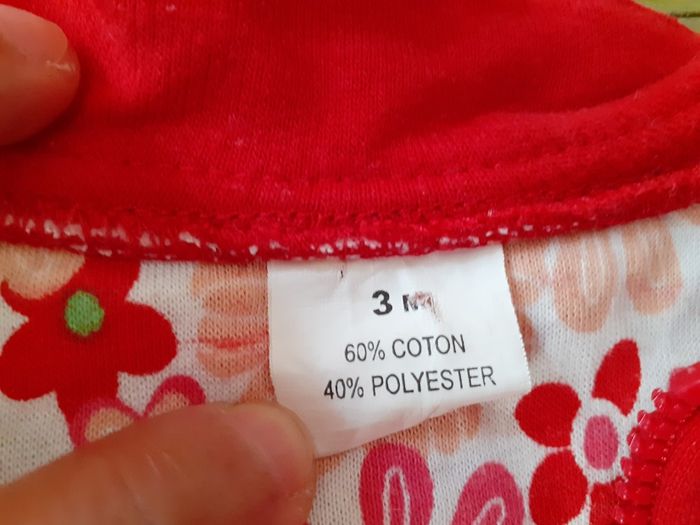 3 M
60% COTON
40% POLYESTER